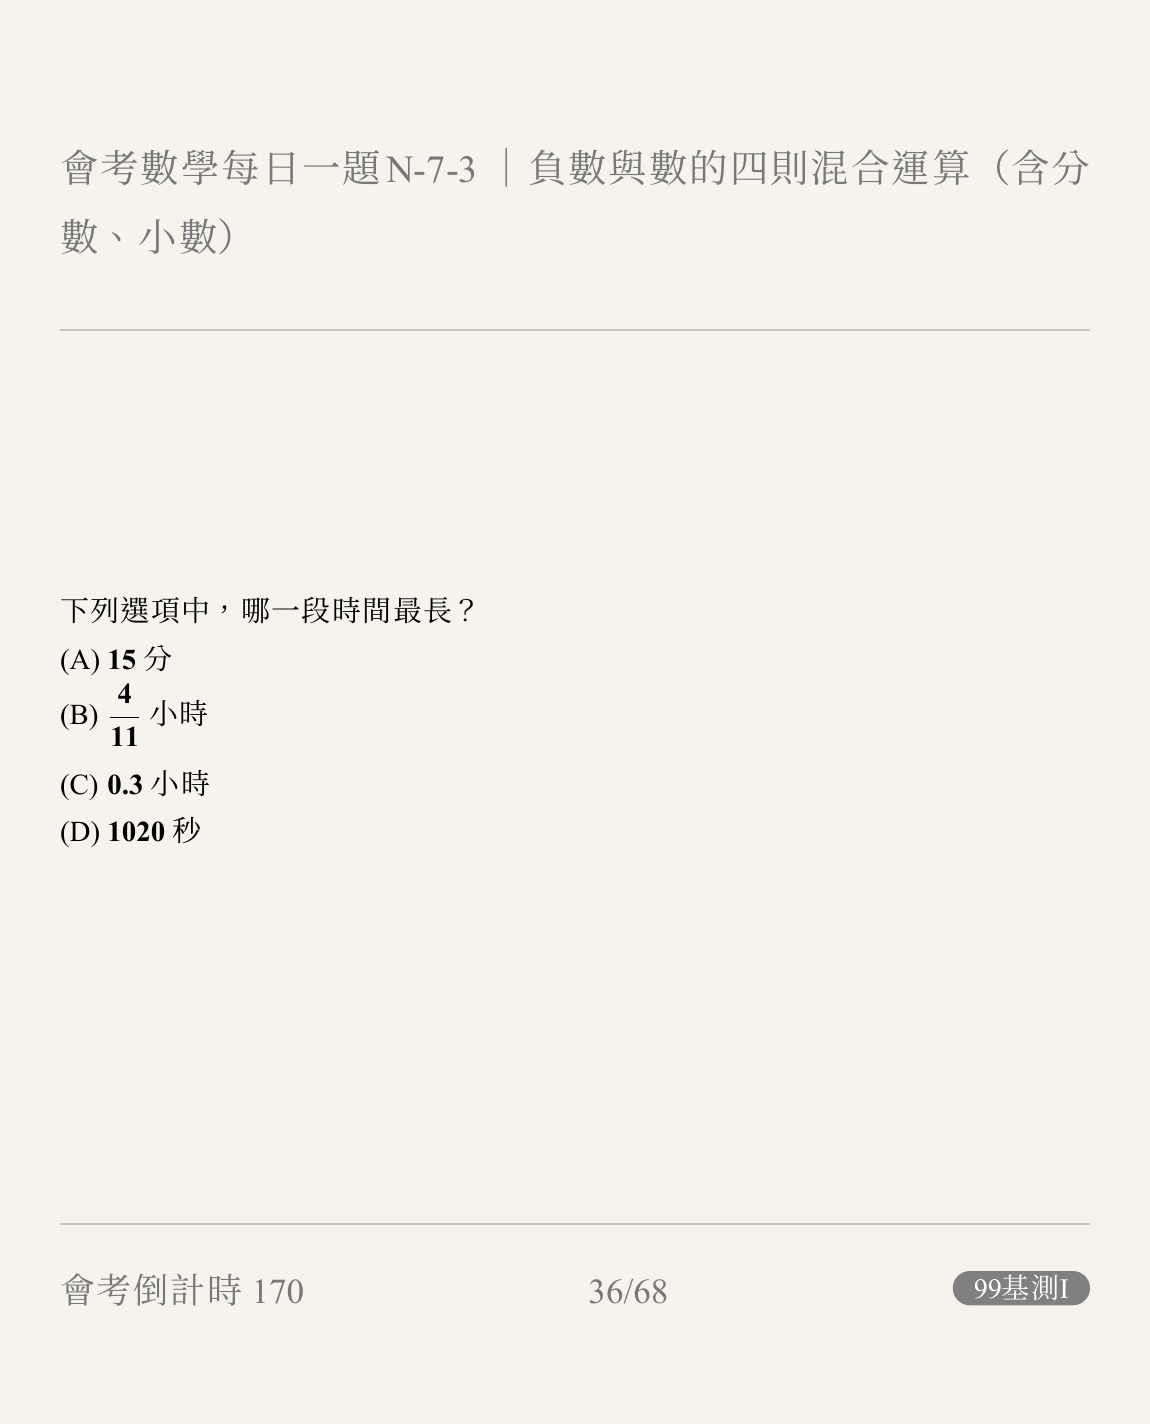 會考數學每日一題N-7-3｜負數與數的四則混合運算（含分
數、小數）
下列選項中，哪一段時間最長？
(A) 15 分
(B) 4/11 小時
(C) 0.3 小時
(D) 1020 秒
會考倒計時 170
36/68
99基測I